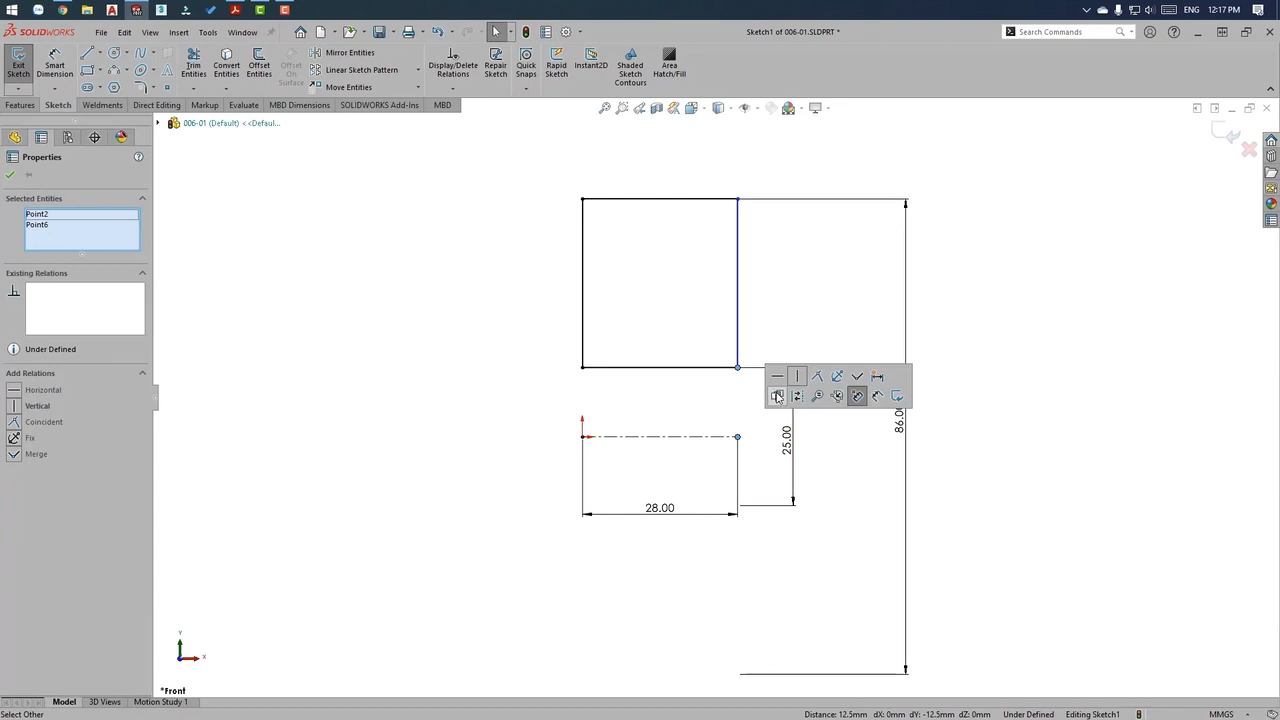 ENG 12:17 PM
SOLIDWORKS File Edit View Insert Tools Window Sketch1 of 006-01.SLDPRT * Search Commands
Exit Sketch Smart Dimension Trim Entities Convert Entities Offset Entities Offset On Surface Mirror Entities Linear Sketch Pattern Move Entities Display/Delete Relations Repair Sketch Quick Snaps Rapid Sketch Instant2D Shaded Sketch Contours Area Hatch/Fill
Features Sketch Weldments Direct Editing Markup Evaluate MBD Dimensions SOLIDWORKS Add-Ins MBD
006-01 (Default) <<Defaul...
Properties
Selected Entities
Point2
Point6
Existing Relations
Under Defined
Add Relations
Horizontal
Vertical
Coincident
Fix
Merge
25.00
86.0
28.00
Y
X
*Front
Model 3D Views Motion Study 1
Select Other Distance: 12.5mm dX: 0mm dY: -12.5mm dZ: 0mm Under Defined Editing Sketch1 MMGS